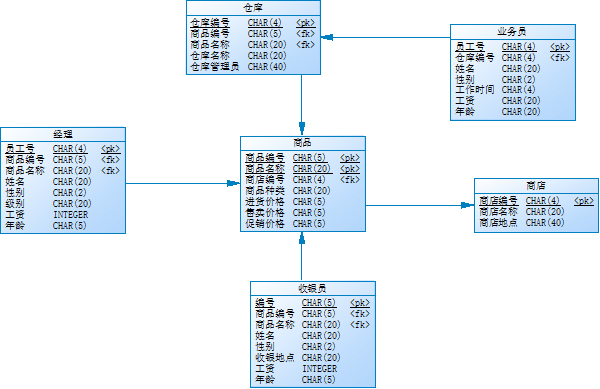 仓库
仓库编号 CHAR(4) <pk>
商品编号 CHAR(5) <fk>
商品名称 CHAR(20) <fk>
仓库名称 CHAR(20)
仓库管理员 CHAR(40)
业务员
员工号 CHAR(4) <pk>
仓库编号 CHAR(4) <fk>
姓名 CHAR(20)
性别 CHAR(2)
工作时间 CHAR(4)
工资 CHAR(20)
年龄 CHAR(20)
经理
员工号 CHAR(4) <pk>
商品编号 CHAR(5) <fk>
商品名称 CHAR(20) <fk>
姓名 CHAR(20)
性别 CHAR(2)
级别 CHAR(20)
工资 INTEGER
年龄 CHAR(5)
商品
商品编号 CHAR(5) <pk>
商品名称 CHAR(20) <pk>
商店编号 CHAR(4) <fk>
商品种类 CHAR(20)
进货价格 CHAR(5)
售卖价格 CHAR(5)
促销价格 CHAR(5)
商店
商店编号 CHAR(4) <pk>
商店名称 CHAR(20)
商店地点 CHAR(40)
收银员
编号 CHAR(5) <pk>
商品编号 CHAR(5) <fk>
商品名称 CHAR(20) <fk>
姓名 CHAR(20)
性别 CHAR(2)
收银地点 CHAR(20)
工资 INTEGER
年龄 CHAR(5)